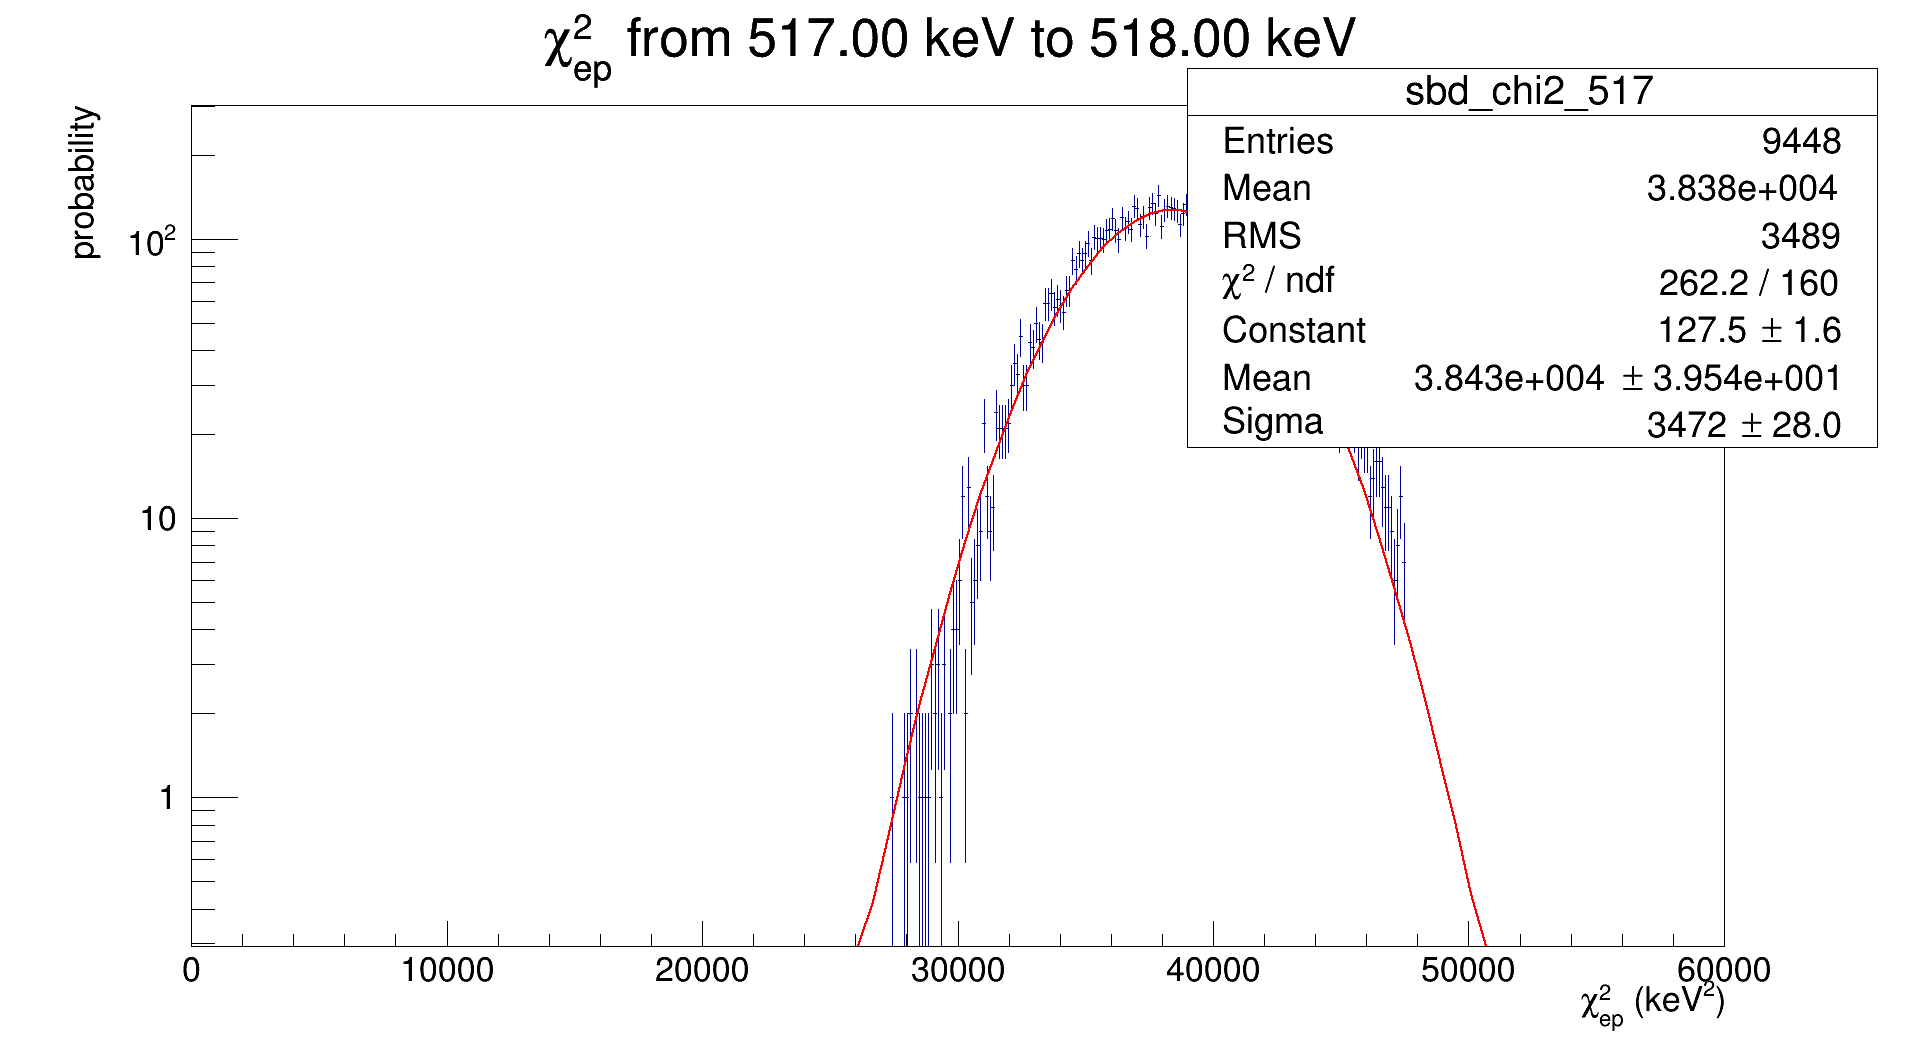 χ²ep from 517.00 keV to 518.00 keV
sbd_chi2_517
Entries 9448
Mean 3.838e+004
RMS 3489
χ² / ndf 262.2 / 160
Constant 127.5 ± 1.6
Mean 3.843e+004 ± 3.954e+001
Sigma 3472 ± 28.0
probability
10²
10
1
0 10000 20000 30000 40000 50000 60000
χ²ep (keV²)